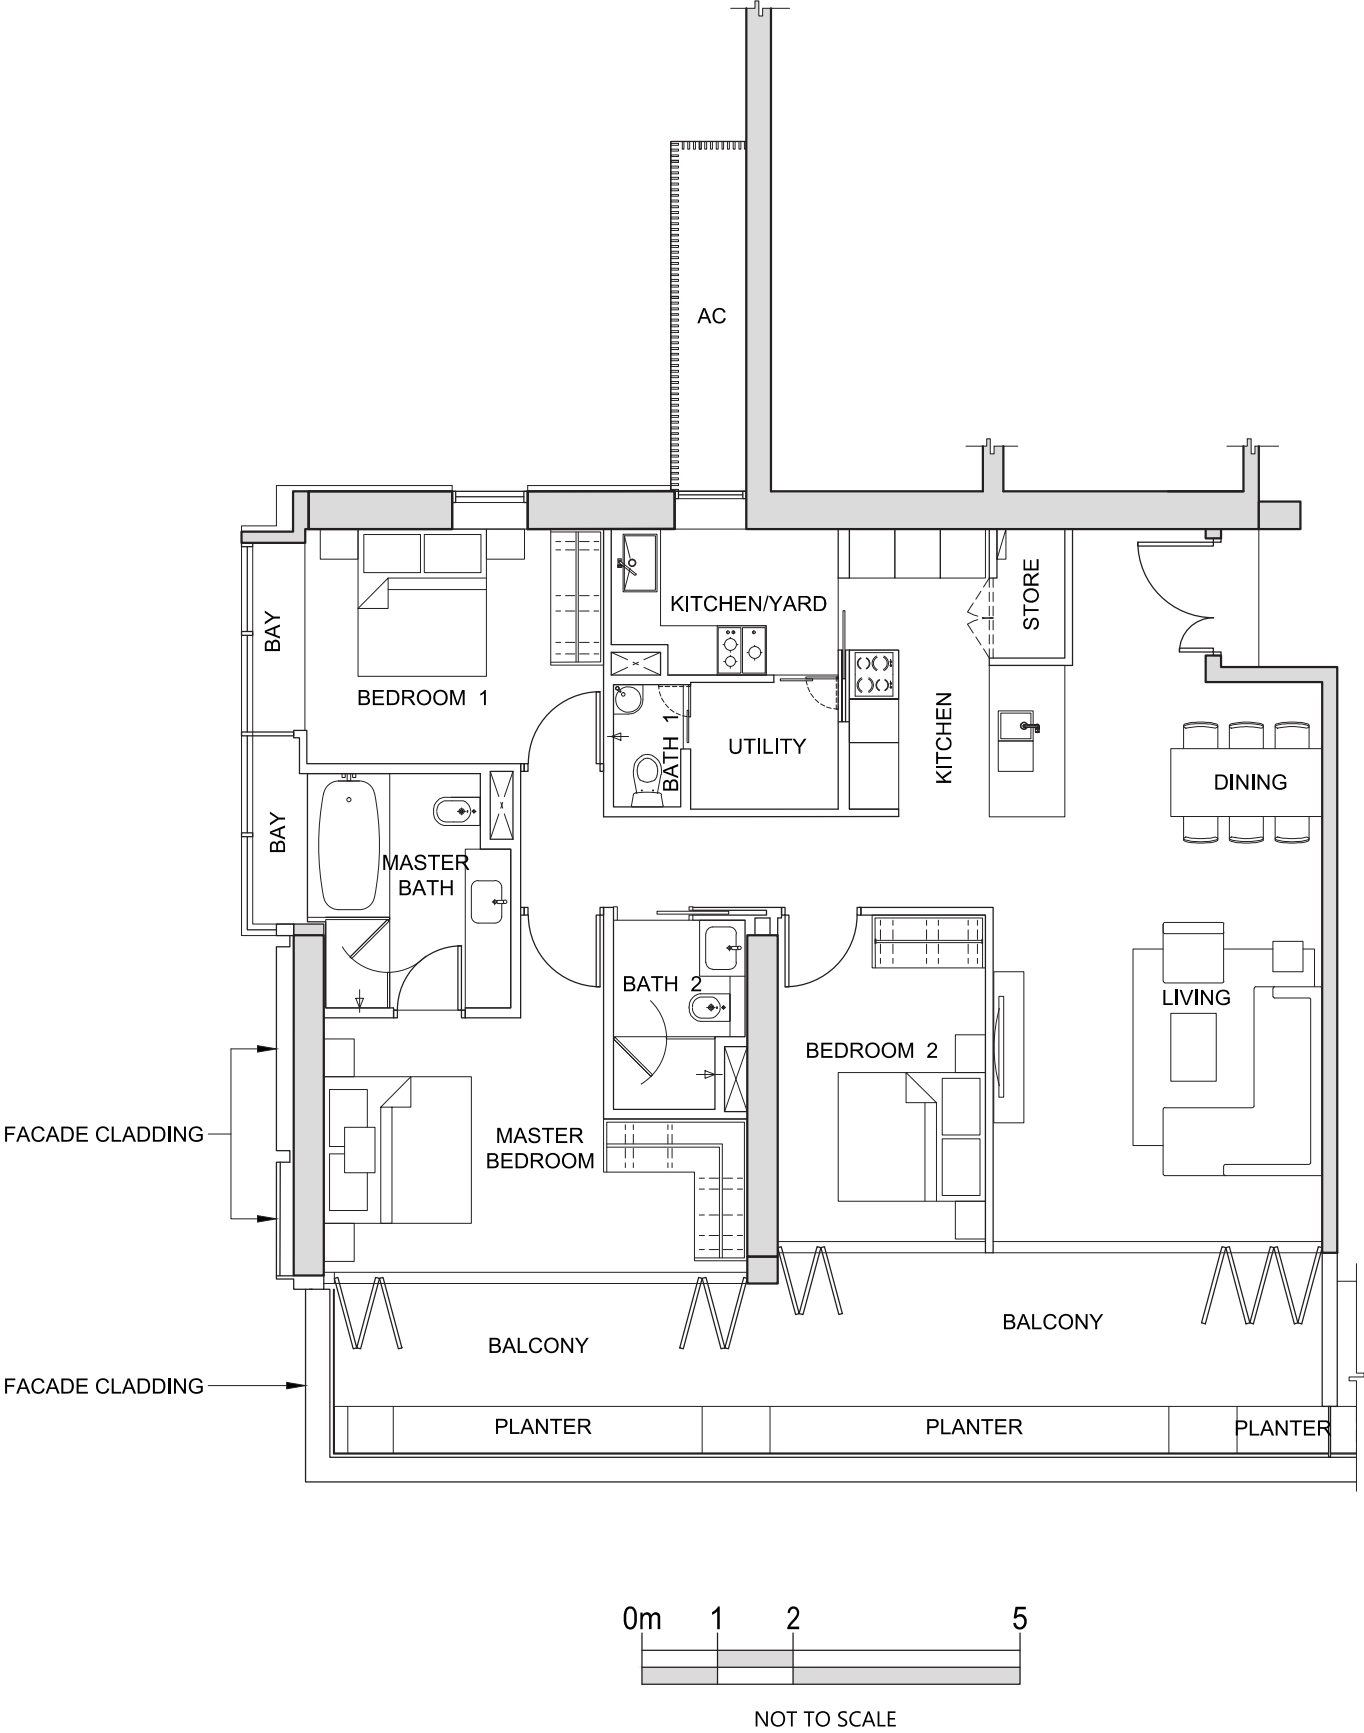 AC
BAY
KITCHEN/YARD
STORE
BEDROOM 1
BATH 1
UTILITY
KITCHEN
DINING
BAY
MASTER
BATH
BATH 2
LIVING
BEDROOM 2
FACADE CLADDING
MASTER
BEDROOM
BALCONY
BALCONY
FACADE CLADDING
PLANTER
PLANTER
PLANTER
0m 1 2 5
NOT TO SCALE